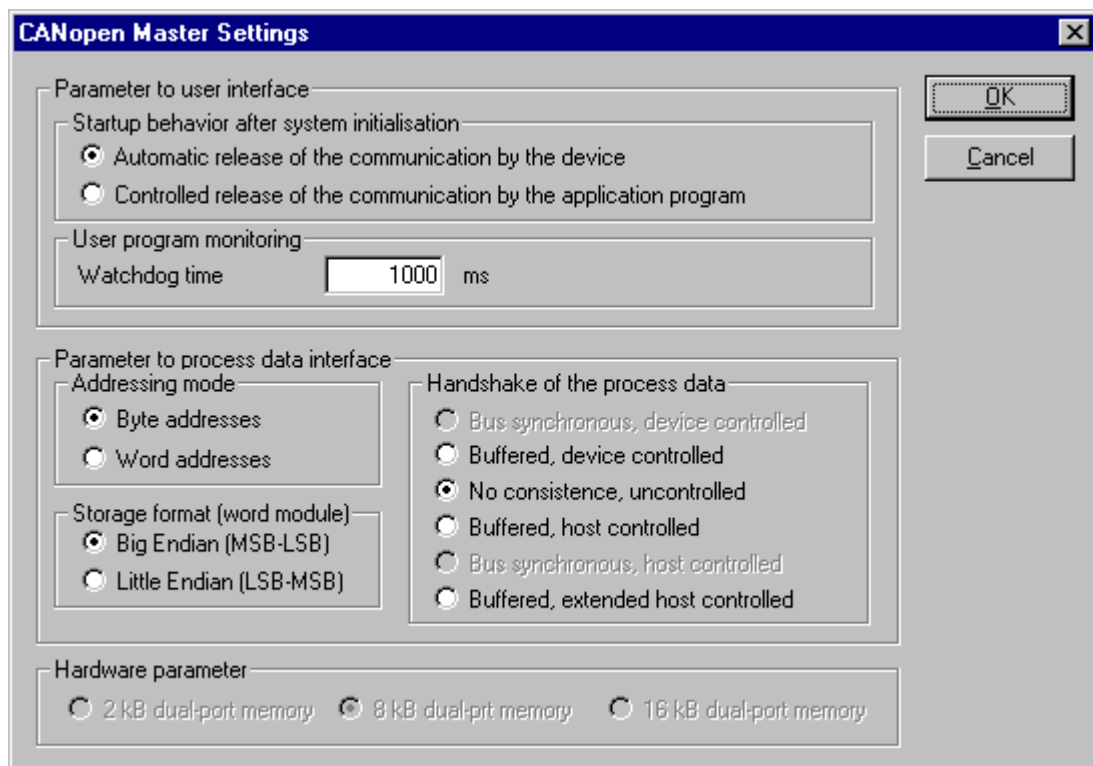 CANopen Master Settings
Parameter to user interface
Startup behavior after system initialisation
Automatic release of the communication by the device
Controlled release of the communication by the application program
User program monitoring
Watchdog time 1000 ms
OK
Cancel
Parameter to process data interface
Addressing mode
Byte addresses
Word addresses
Storage format (word module)
Big Endian (MSB-LSB)
Little Endian (LSB-MSB)
Handshake of the process data
Bus synchronous, device controlled
Buffered, device controlled
No consistence, uncontrolled
Buffered, host controlled
Bus synchronous, host controlled
Buffered, extended host controlled
Hardware parameter
2 kB dual-port memory 8 kB dual-prt memory 16 kB dual-port memory